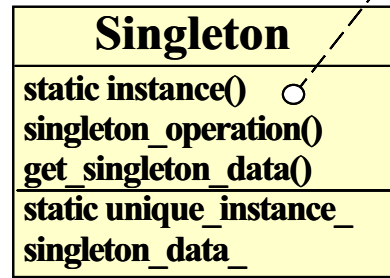 Singleton
static instance()
singleton_operation()
get_singleton_data()
static unique_instance_
singleton_data_